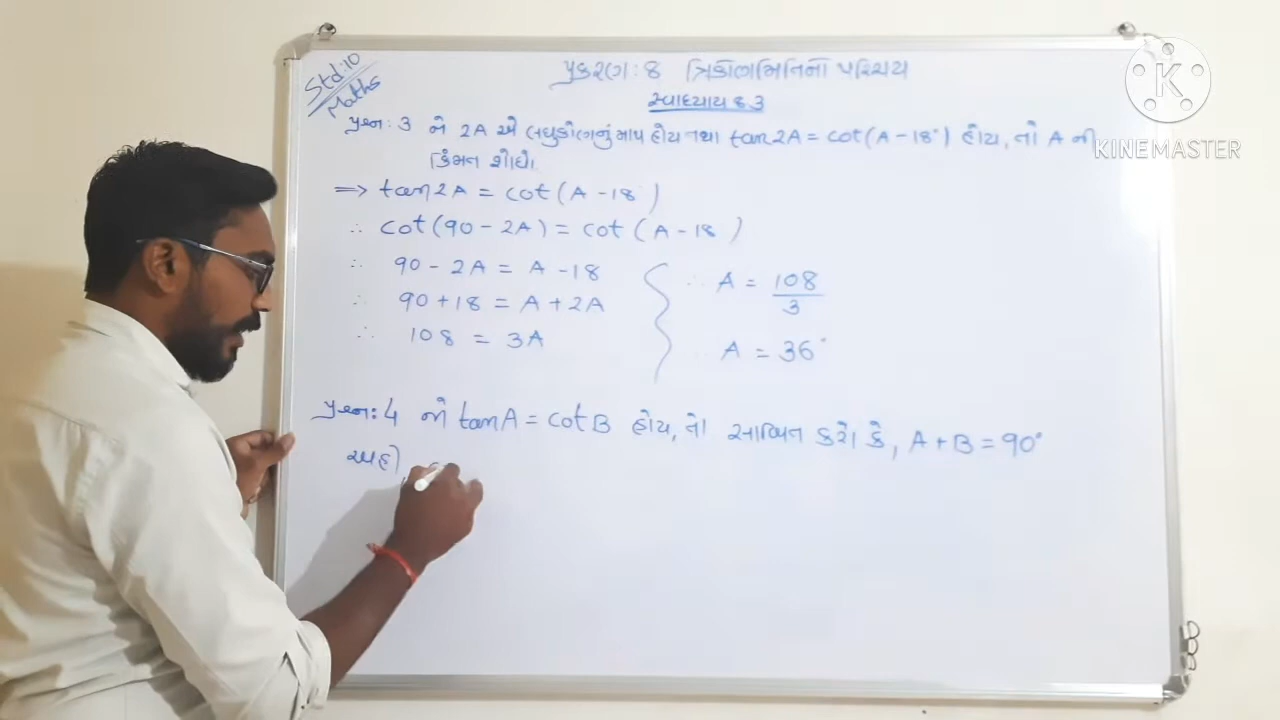 Std:10
Maths
પ્રકરણ : 8 ત્રિકોણમિતિનો પરિચય
સ્વાધ્યાય 8.3
પ્રશ્ન : 3 જો 2A એ લઘુકોણનું માપ હોય તથા tan2A = cot(A - 18°) હોય, તો A ની
કિંમત શોધો.
⇒ tan2A = cot(A - 18)
∴ cot(90 - 2A) = cot(A - 18)
∴ 90 - 2A = A - 18
∴ 90 + 18 = A + 2A
∴ 108 = 3A
∴ A = 108/3
A = 36°
પ્રશ્ન : 4 જો tanA = cotB હોય, તો સાબિત કરો કે, A + B = 90°
અહી,
K
KINEMASTER